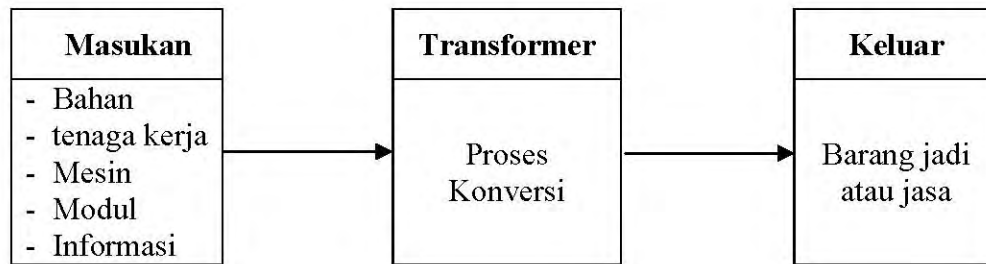 Masukan
- Bahan
- tenaga kerja
- Mesin
- Modul
- Informasi
Transformer
Proses
Konversi
Keluar
Barang jadi
atau jasa